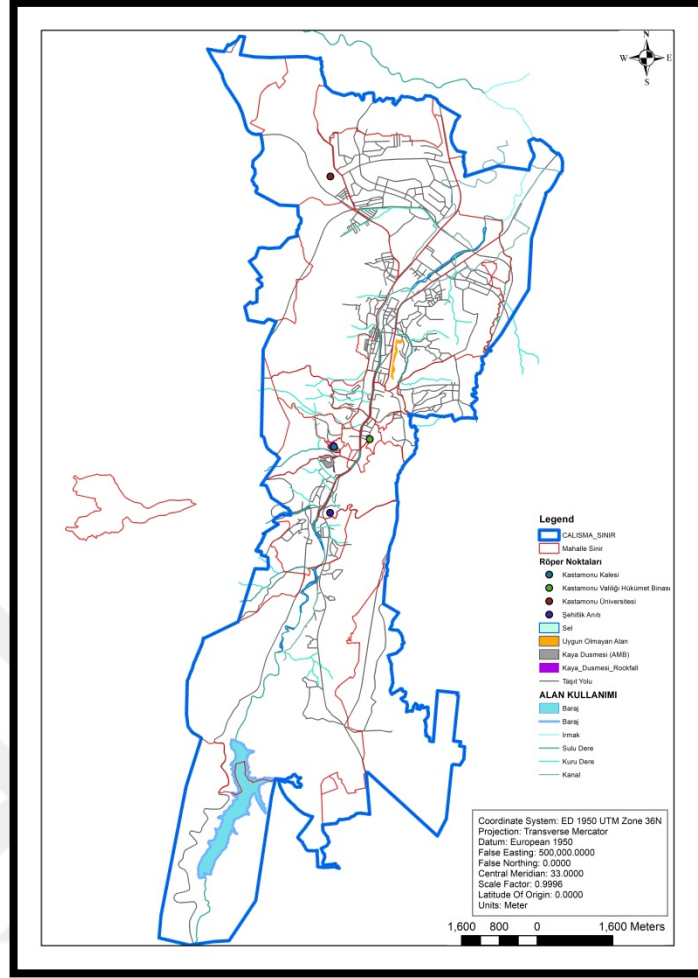 N
W E
S
Legend
CALISMA_SINIR
Mahalle Sinir
Röper Noktaları
Kastamonu Kalesi
Kastamonu Valiliği Hükümet Binası
Kastamonu Üniversitesi
Şehitlik Anıtı
Sel
Uygun Olmayan Alan
Kaya Dusmesi (AMB)
Kaya_Dusmesi_Rockfall
Taşıt Yolu
ALAN KULLANIMI
Baraj
Baraj
Irmak
Sulu Dere
Kuru Dere
Kanal
Coordinate System: ED 1950 UTM Zone 36N
Projection: Transverse Mercator
Datum: European 1950
False Easting: 500,000.0000
False Northing: 0.0000
Central Meridian: 33.0000
Scale Factor: 0.9996
Latitude Of Origin: 0.0000
Units: Meter
1,600 800 0 1,600 Meters